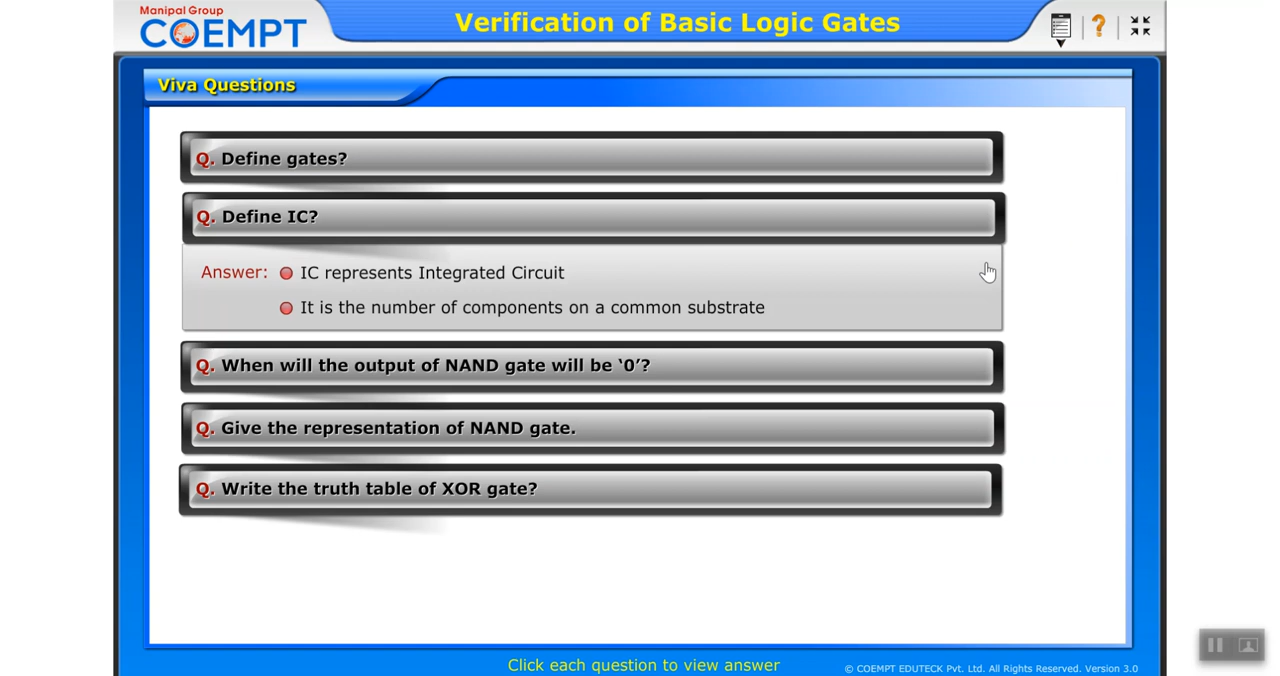 Manipal Group
COEMPT
Verification of Basic Logic Gates
?
Viva Questions
Q. Define gates?
Q. Define IC?
Answer: IC represents Integrated Circuit
It is the number of components on a common substrate
Q. When will the output of NAND gate will be ‘0’?
Q. Give the representation of NAND gate.
Q. Write the truth table of XOR gate?
Click each question to view answer
© COEMPT EDUTECK Pvt. Ltd. All Rights Reserved. Version 3.0